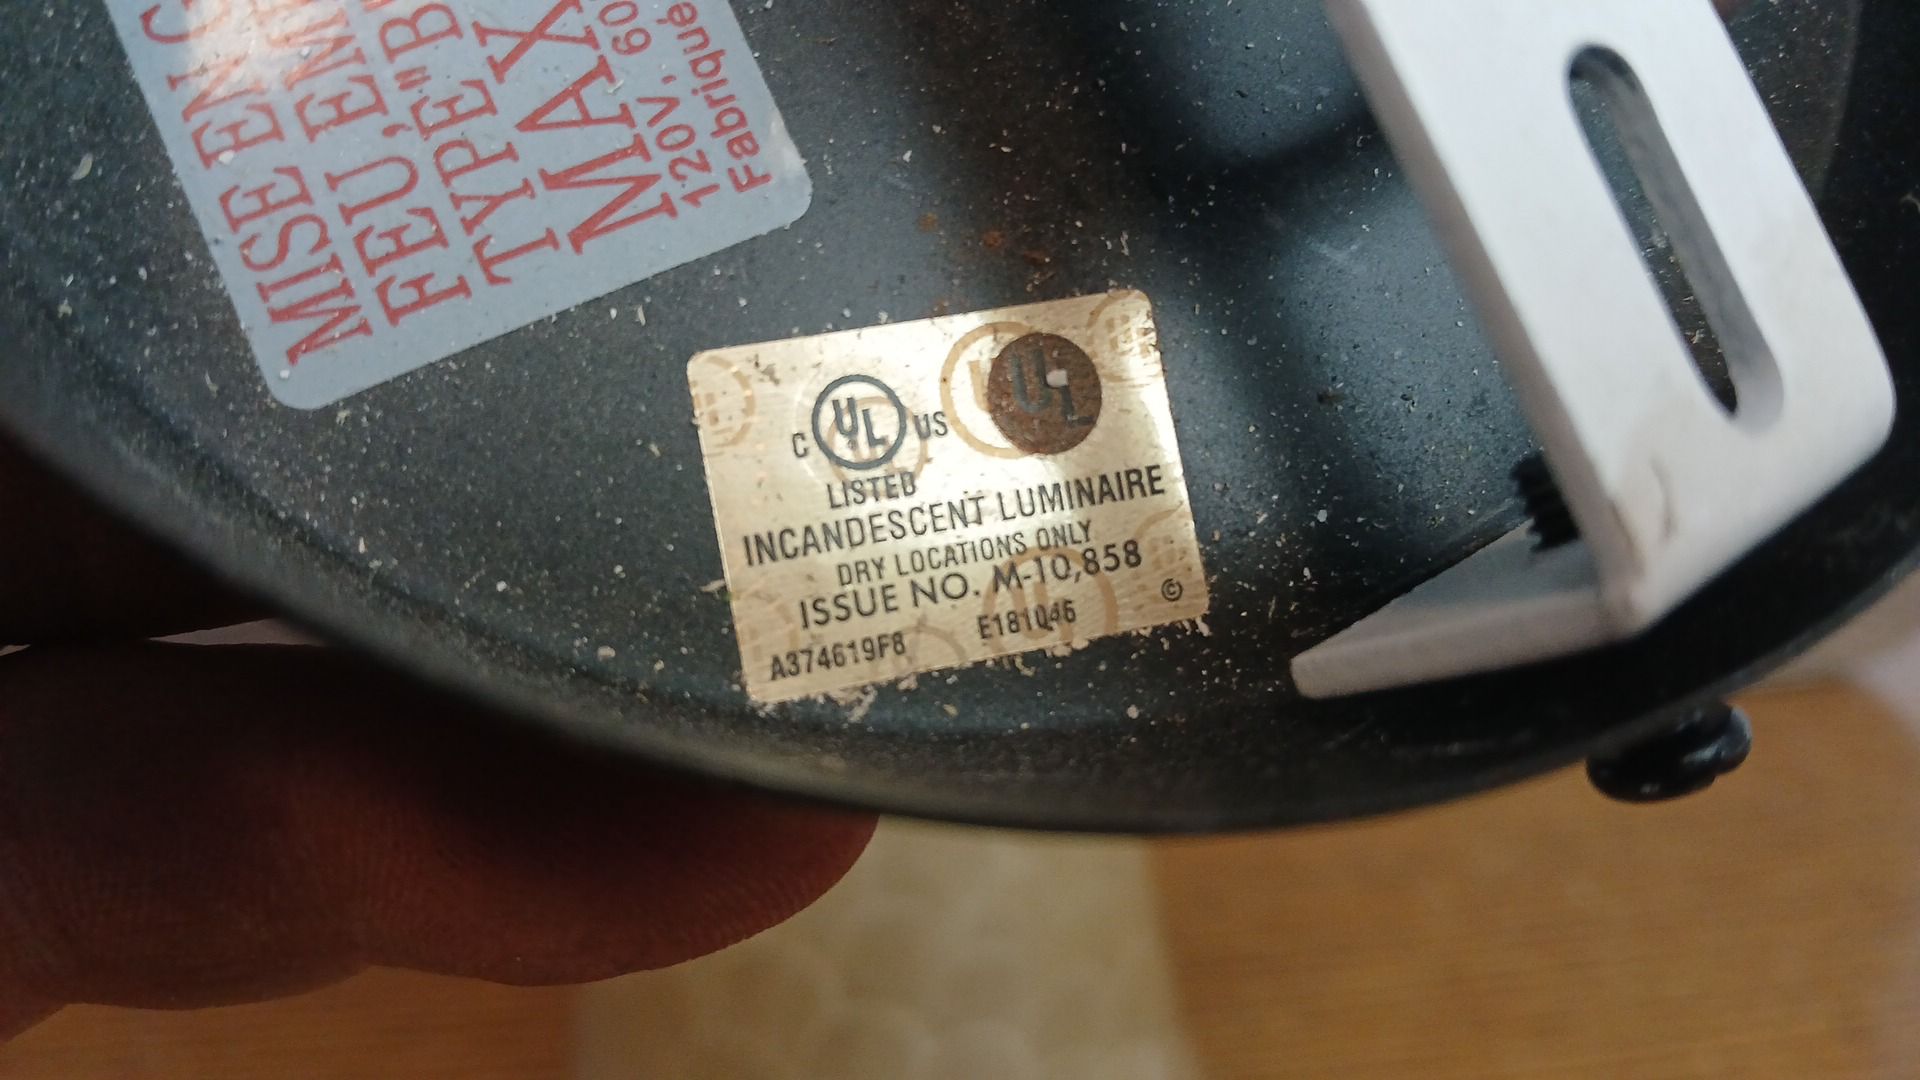 MISE EN
FEU, EM
TYPE "B
MAX
120V, 60
Fabriqué
C UL US UL
LISTED
INCANDESCENT LUMINAIRE
DRY LOCATIONS ONLY
ISSUE NO. M-10,858
A374619F8 E181046 ©